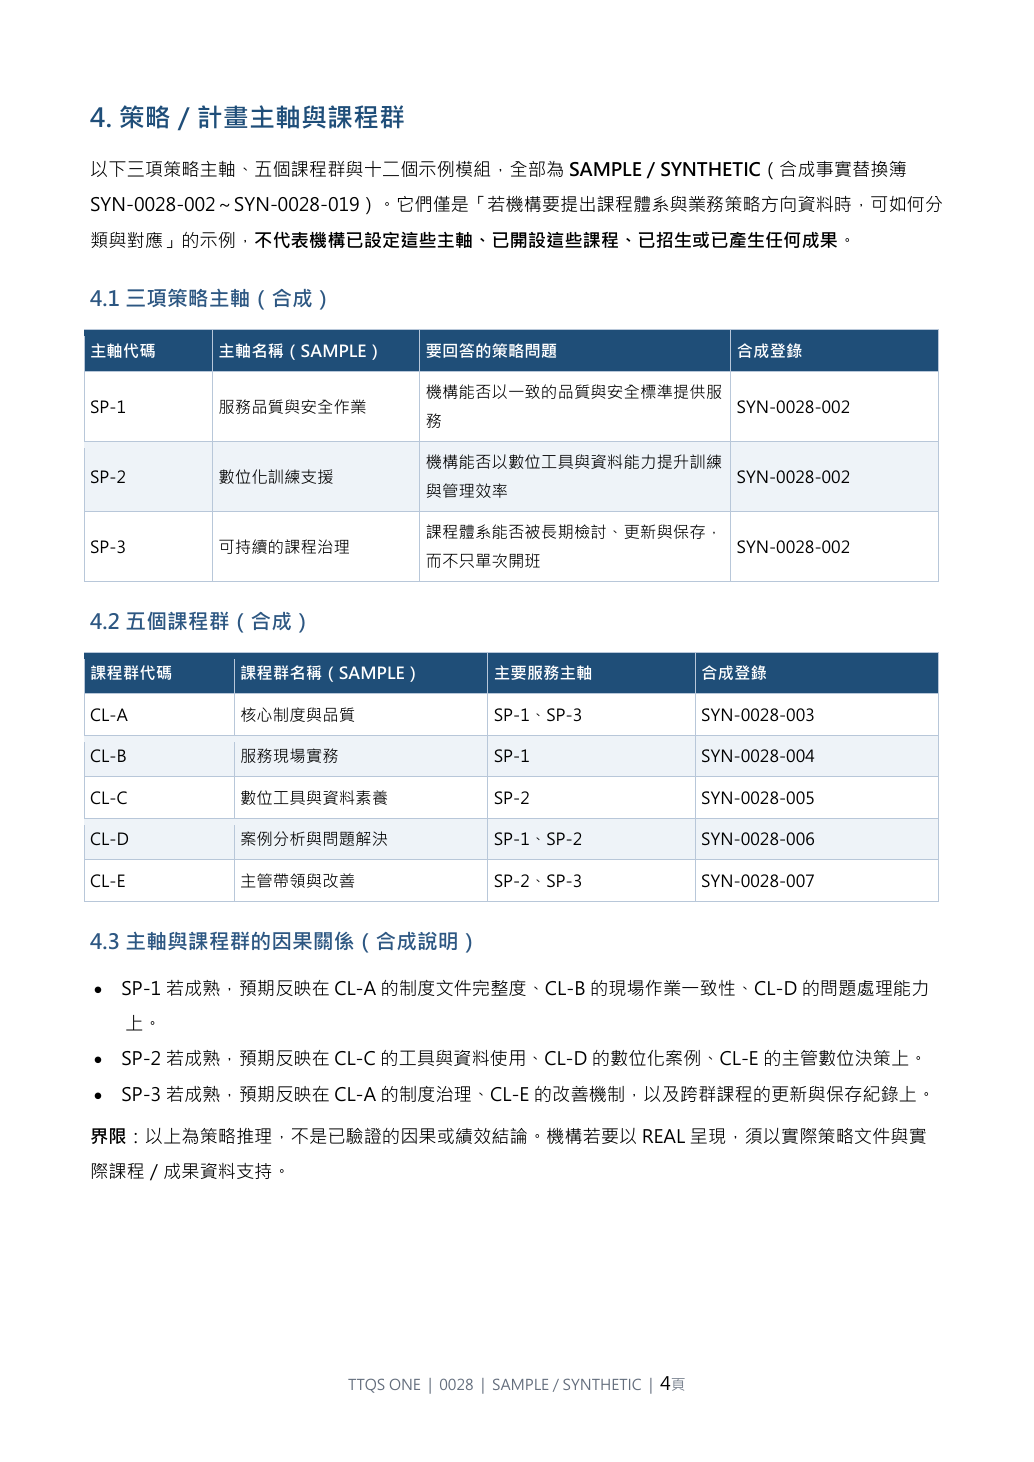 4. 策略 / 計畫主軸與課程群
以下三項策略主軸、五個課程群與十二個示例模組，全部為 SAMPLE / SYNTHETIC（合成事實替換簿
SYN-0028-002～SYN-0028-019）。它們僅是「若機構要提出課程體系與業務策略方向資料時，可如何分
類與對應」的示例，不代表機構已設定這些主軸、已開設這些課程、已招生或已產生任何成果。
4.1 三項策略主軸（合成）
主軸代碼 主軸名稱（SAMPLE） 要回答的策略問題 合成登錄
SP-1 服務品質與安全作業 機構能否以一致的品質與安全標準提供服 SYN-0028-002
務
SP-2 數位化訓練支援 機構能否以數位工具與資料能力提升訓練 SYN-0028-002
與管理效率
SP-3 可持續的課程治理 課程體系能否被長期檢討、更新與保存， SYN-0028-002
而不只單次開班
4.2 五個課程群（合成）
課程群代碼 課程群名稱（SAMPLE） 主要服務主軸 合成登錄
CL-A 核心制度與品質 SP-1、SP-3 SYN-0028-003
CL-B 服務現場實務 SP-1 SYN-0028-004
CL-C 數位工具與資料素養 SP-2 SYN-0028-005
CL-D 案例分析與問題解決 SP-1、SP-2 SYN-0028-006
CL-E 主管帶領與改善 SP-2、SP-3 SYN-0028-007
4.3 主軸與課程群的因果關係（合成說明）
• SP-1 若成熟，預期反映在 CL-A 的制度文件完整度、CL-B 的現場作業一致性、CL-D 的問題處理能力
上。
• SP-2 若成熟，預期反映在 CL-C 的工具與資料使用、CL-D 的數位化案例、CL-E 的主管數位決策上。
• SP-3 若成熟，預期反映在 CL-A 的制度治理、CL-E 的改善機制，以及跨群課程的更新與保存紀錄上。
界限：以上為策略推理，不是已驗證的因果或績效結論。機構若要以 REAL 呈現，須以實際策略文件與實
際課程 / 成果資料支持。
TTQS ONE | 0028 | SAMPLE / SYNTHETIC | 4頁